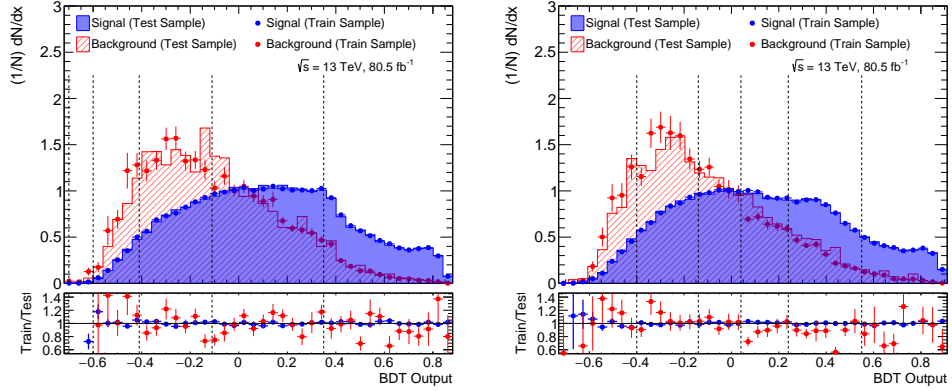 (1/N) dN/dx
3
2.5
2
1.5
1
0.5
0
Signal (Test Sample)
Signal (Train Sample)
Background (Test Sample)
Background (Train Sample)
√s = 13 TeV, 80.5 fb⁻¹
Train/Test
1.4
1.2
1
0.8
0.6
−0.6 −0.4 −0.2 0 0.2 0.4 0.6 0.8
BDT Output
(1/N) dN/dx
3
2.5
2
1.5
1
0.5
0
Signal (Test Sample)
Signal (Train Sample)
Background (Test Sample)
Background (Train Sample)
√s = 13 TeV, 80.5 fb⁻¹
Train/Test
1.4
1.2
1
0.8
0.6
−0.6 −0.4 −0.2 0 0.2 0.4 0.6 0.8
BDT Output